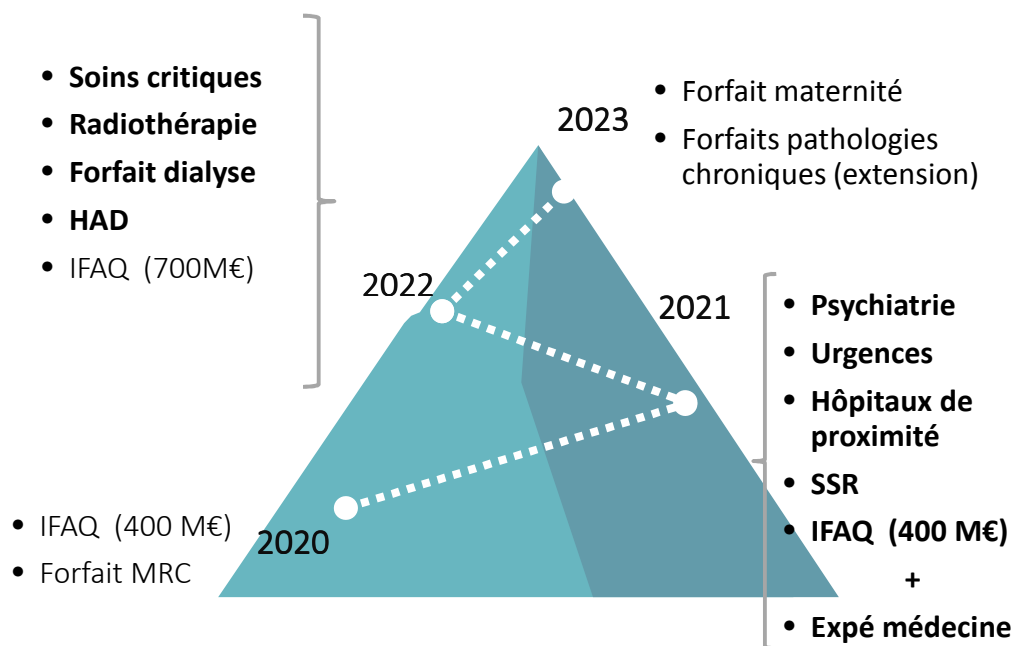 • Soins critiques
• Radiothérapie
• Forfait dialyse
• HAD
• IFAQ (700M€)
2023
• Forfait maternité
• Forfaits pathologies
chroniques (extension)
2022
2021
• Psychiatrie
• Urgences
• Hôpitaux de
proximité
• SSR
• IFAQ (400 M€)
+
• Expé médecine
• IFAQ (400 M€)
• Forfait MRC
2020